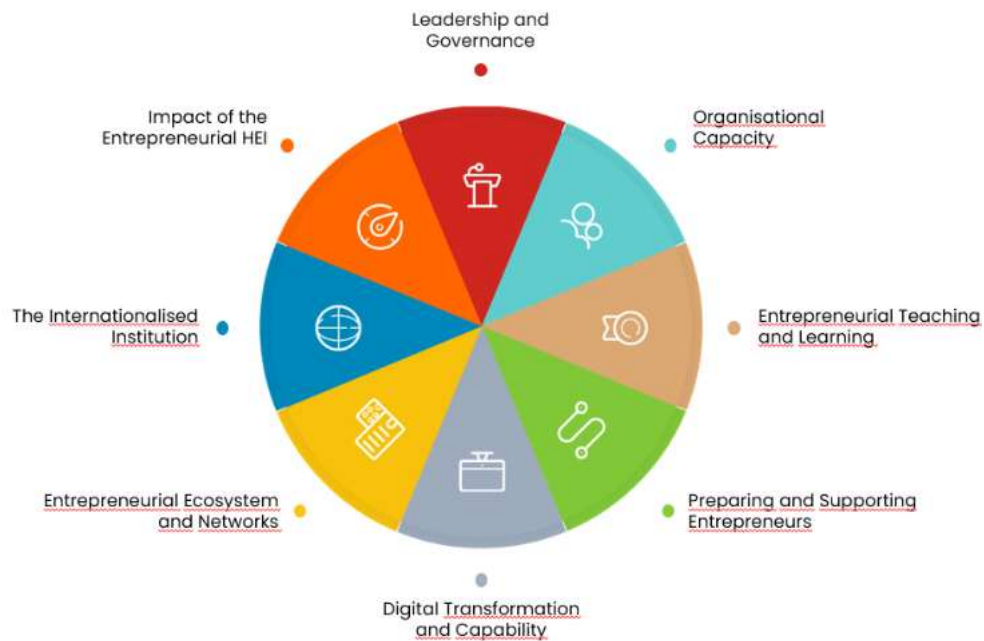 Leadership and
Governance
Impact of the
Entrepreneurial HEI
Organisational
Capacity
The Internationalised
Institution
Entrepreneurial Teaching
and Learning
Entrepreneurial Ecosystem
and Networks
Preparing and Supporting
Entrepreneurs
Digital Transformation
and Capability